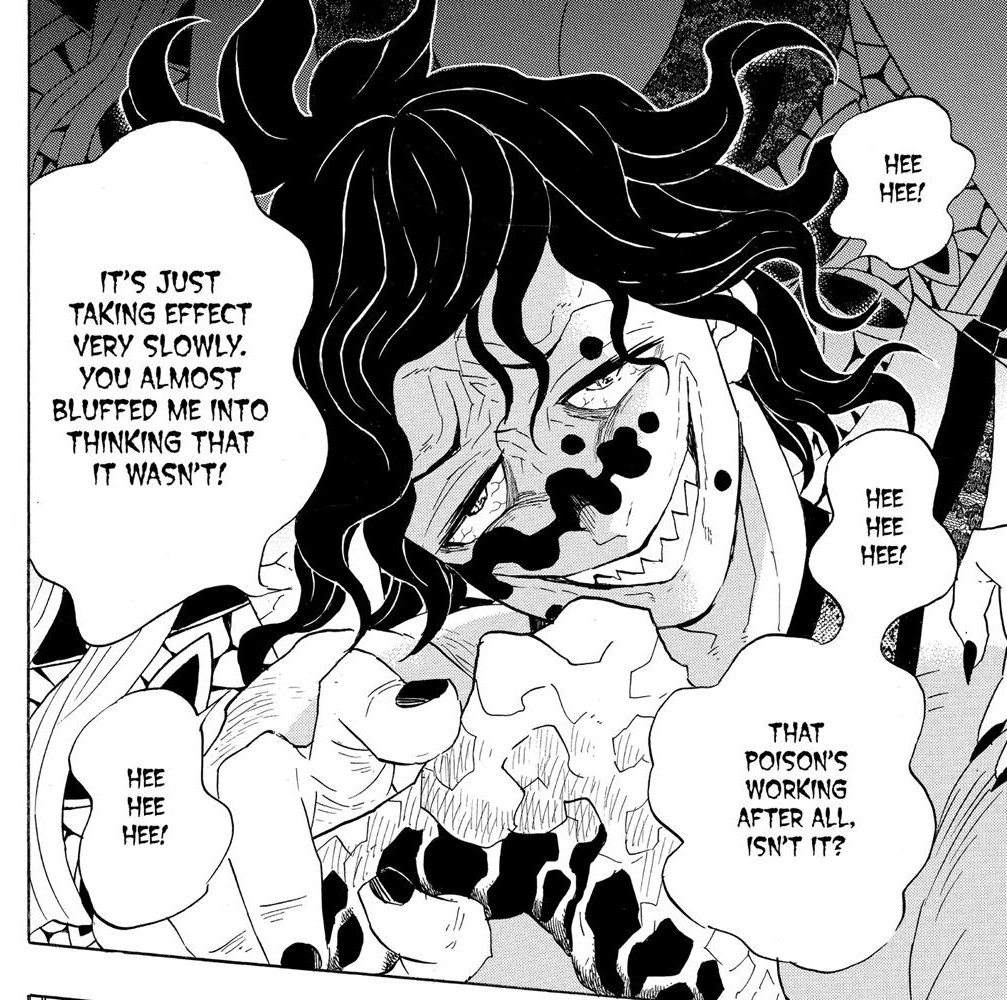 HEE
HEE!
HEE
HEE
HEE!
THAT
POISON'S
WORKING
AFTER ALL,
ISN'T IT?
IT'S JUST
TAKING EFFECT
VERY SLOWLY.
YOU ALMOST
BLUFFED ME INTO
THINKING THAT
IT WASN'T!
HEE
HEE
HEE!